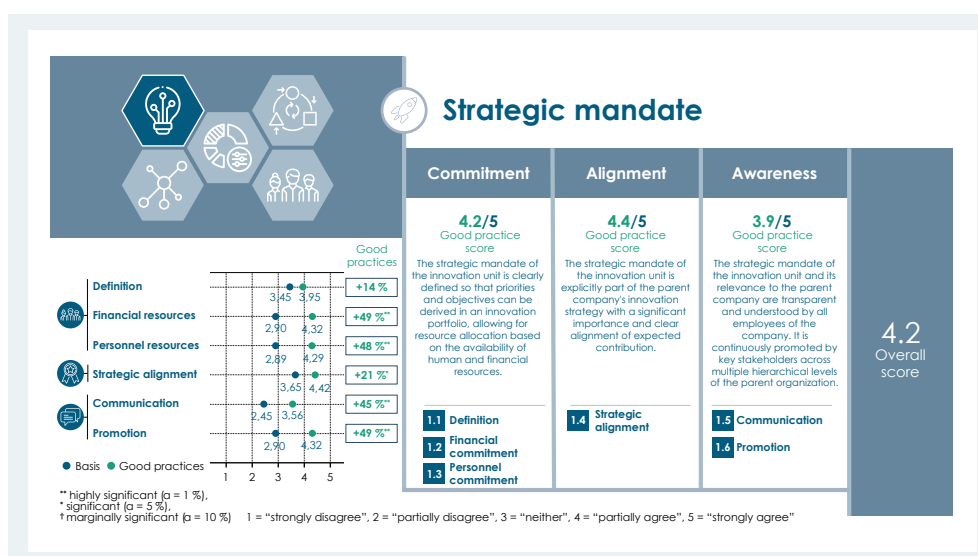 Strategic mandate
Commitment
Alignment
Awareness
4.2/5
Good practice
score
The strategic mandate of
the innovation unit is clearly
defined so that priorities
and objectives can be
derived in an innovation
portfolio, allowing for
resource allocation based
on the availability of
human and financial
resources.
1.1 Definition
1.2 Financial
commitment
1.3 Personnel
commitment
4.4/5
Good practice
score
The strategic mandate of
the innovation unit is
explicitly part of the parent
company's innovation
strategy with a significant
importance and clear
alignment of expected
contribution.
1.4 Strategic
alignment
3.9/5
Good practice
score
The strategic mandate of
the innovation unit and its
relevance to the parent
company are transparent
and understood by all
employees of the
company. It is
continuously promoted by
key stakeholders across
multiple hierarchical levels
of the parent organization.
1.5 Communication
1.6 Promotion
4.2
Overall
score
Good
practices
Definition
3,45 3,95
+14 %
Financial resources
2,90 4,32
+49 %**
Personnel resources
2,89 4,29
+48 %**
Strategic alignment
3,65 4,42
+21 %*
Communication
2,45 3,56
+45 %**
Promotion
2,90 4,32
+49 %**
Basis Good practices
1 2 3 4 5
** highly significant (a = 1 %),
* significant (a = 5 %),
† marginally significant (a = 10 %) 1 = “strongly disagree”, 2 = “partially disagree”, 3 = “neither”, 4 = “partially agree”, 5 = “strongly agree”